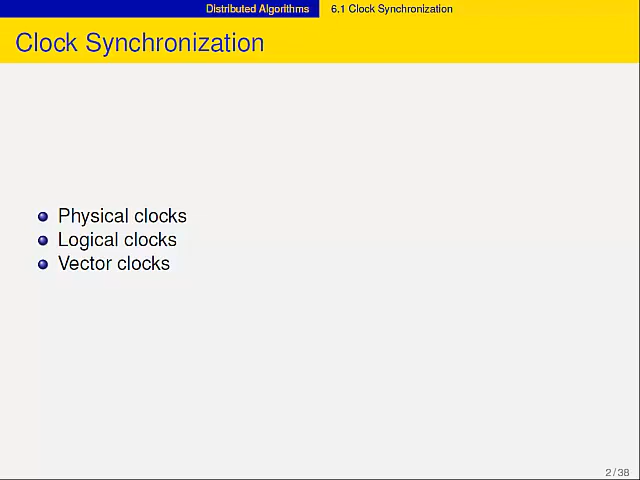 Distributed Algorithms 6.1 Clock Synchronization
Clock Synchronization
Physical clocks
Logical clocks
Vector clocks
2 / 38